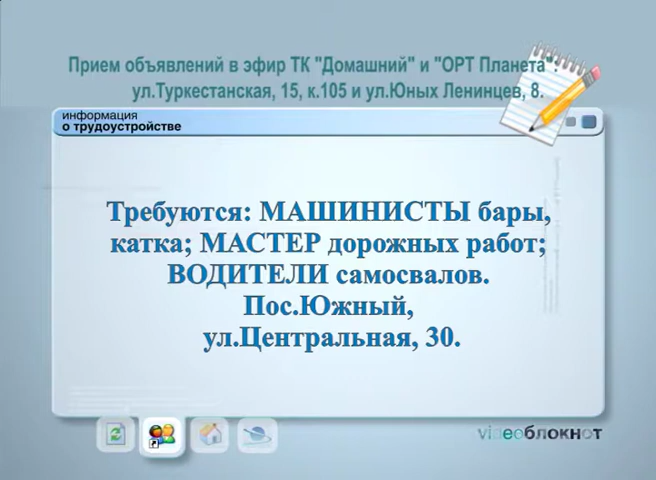 Прием объявлений в эфир ТК "Домашний" и "ОРТ Планета":
ул.Туркестанская, 15, к.105 и ул.Юных Ленинцев, 8.
информация
о трудоустройстве
Требуются: МАШИНИСТЫ бары,
катка; МАСТЕР дорожных работ;
ВОДИТЕЛИ самосвалов.
Пос.Южный,
ул.Центральная, 30.
videoблокнот